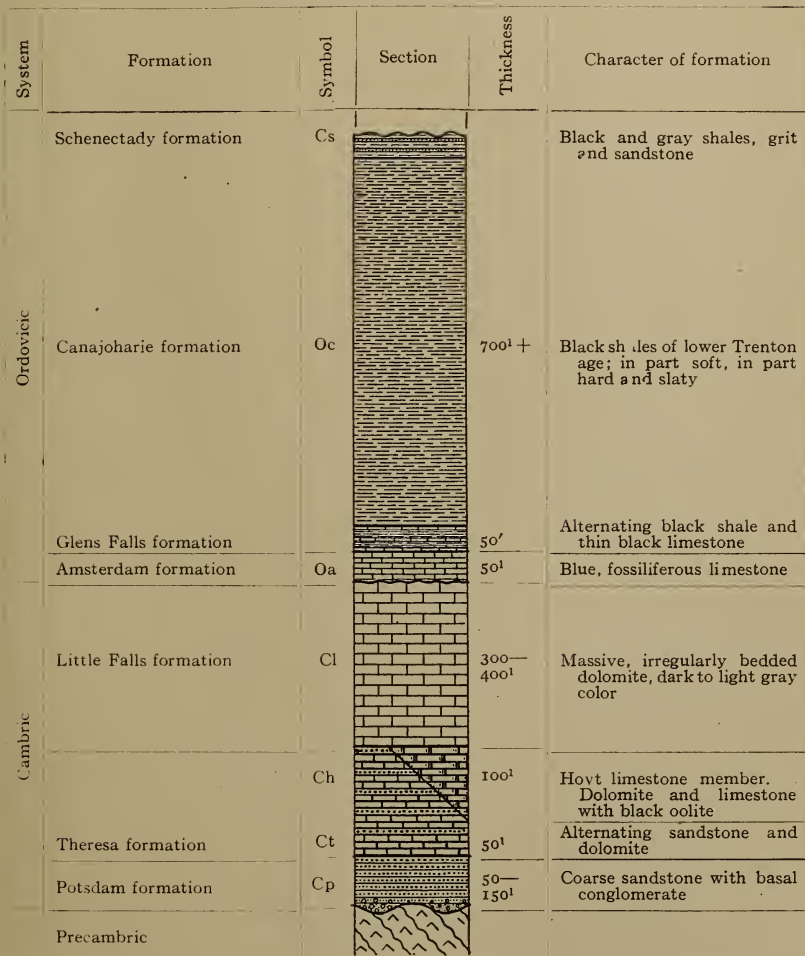 System
Formation
Symbol
Section
Thickness
Character of formation
Ordovicic
Schenectady formation Cs Black and gray shales, grit
and sandstone
Canajoharie formation Oc 700¹+ Black shales of lower Trenton
age; in part soft, in part
hard and slaty
Glens Falls formation 50′ Alternating black shale and
thin black limestone
Amsterdam formation Oa 50¹ Blue, fossiliferous limestone
Cambric
Little Falls formation Cl 300— Massive, irregularly bedded
400¹ dolomite, dark to light gray
color
Ch 100¹ Hoyt limestone member.
Dolomite and limestone
with black oolite
Theresa formation Ct 50¹ Alternating sandstone and
dolomite
Potsdam formation Cp 50— Coarse sandstone with basal
150¹ conglomerate
Precambric